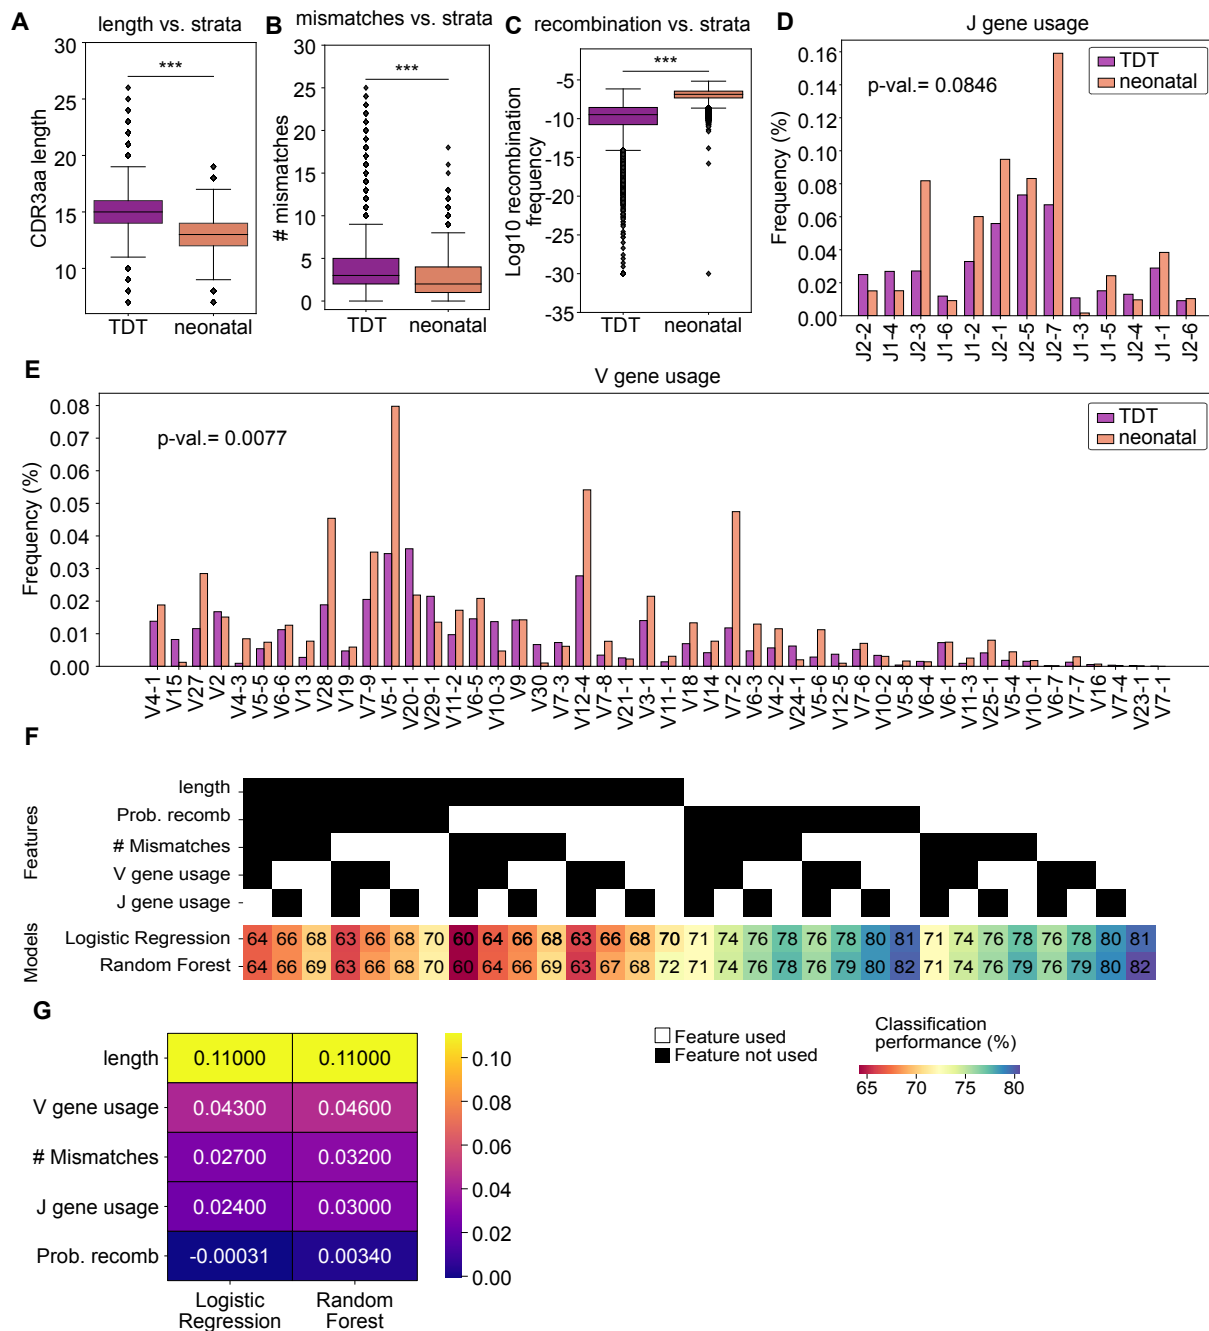 A
length vs. strata
30
25
20
15
10
CDR3aa length
***
TDT
neonatal
B
mismatches vs. strata
30
25
20
15
10
5
0
# mismatches
***
TDT
neonatal
C
recombination vs. strata
-5
-10
-15
-20
-25
-30
-35
Log10 recombination
frequency
***
TDT
neonatal
D
J gene usage
0.16
0.14
0.12
0.10
0.08
0.06
0.04
0.02
0.00
Frequency (%)
p-val.= 0.0846
TDT
neonatal
J2-2
J1-4
J2-3
J1-6
J1-2
J2-1
J2-5
J2-7
J1-3
J1-5
J2-4
J1-1
J2-6
E
V gene usage
0.08
0.07
0.06
0.05
0.04
0.03
0.02
0.01
0.00
Frequency (%)
p-val.= 0.0077
TDT
neonatal
V4-1
V15
V27
V2
V4-3
V5-5
V6-6
V13
V28
V19
V7-9
V5-1
V20-1
V29-1
V11-2
V6-5
V10-3
V9
V30
V7-3
V12-4
V7-8
V21-1
V3-1
V11-1
V18
V14
V7-2
V6-3
V4-2
V24-1
V5-6
V12-5
V7-6
V10-2
V5-8
V6-4
V6-1
V11-3
V25-1
V5-4
V10-1
V6-7
V7-7
V16
V7-4
V23-1
V7-1
F
Features
length
Prob. recomb
# Mismatches
V gene usage
J gene usage
Models
Logistic Regression 64 66 68 63 66 68 70 60 64 66 68 63 66 68 70 71 74 76 78 76 78 80 81 71 74 76 78 76 78 80 81
Random Forest 64 66 69 63 66 68 70 60 64 66 69 63 67 68 72 71 74 76 78 76 79 80 82 71 74 76 79 76 79 80 82
Feature used
Feature not used
Classification
performance (%)
65 70 75 80
G
length 0.11000 0.11000
V gene usage 0.04300 0.04600
# Mismatches 0.02700 0.03200
J gene usage 0.02400 0.03000
Prob. recomb -0.00031 0.00340
Logistic
Regression
Random
Forest
0.10
0.08
0.06
0.04
0.02
0.00